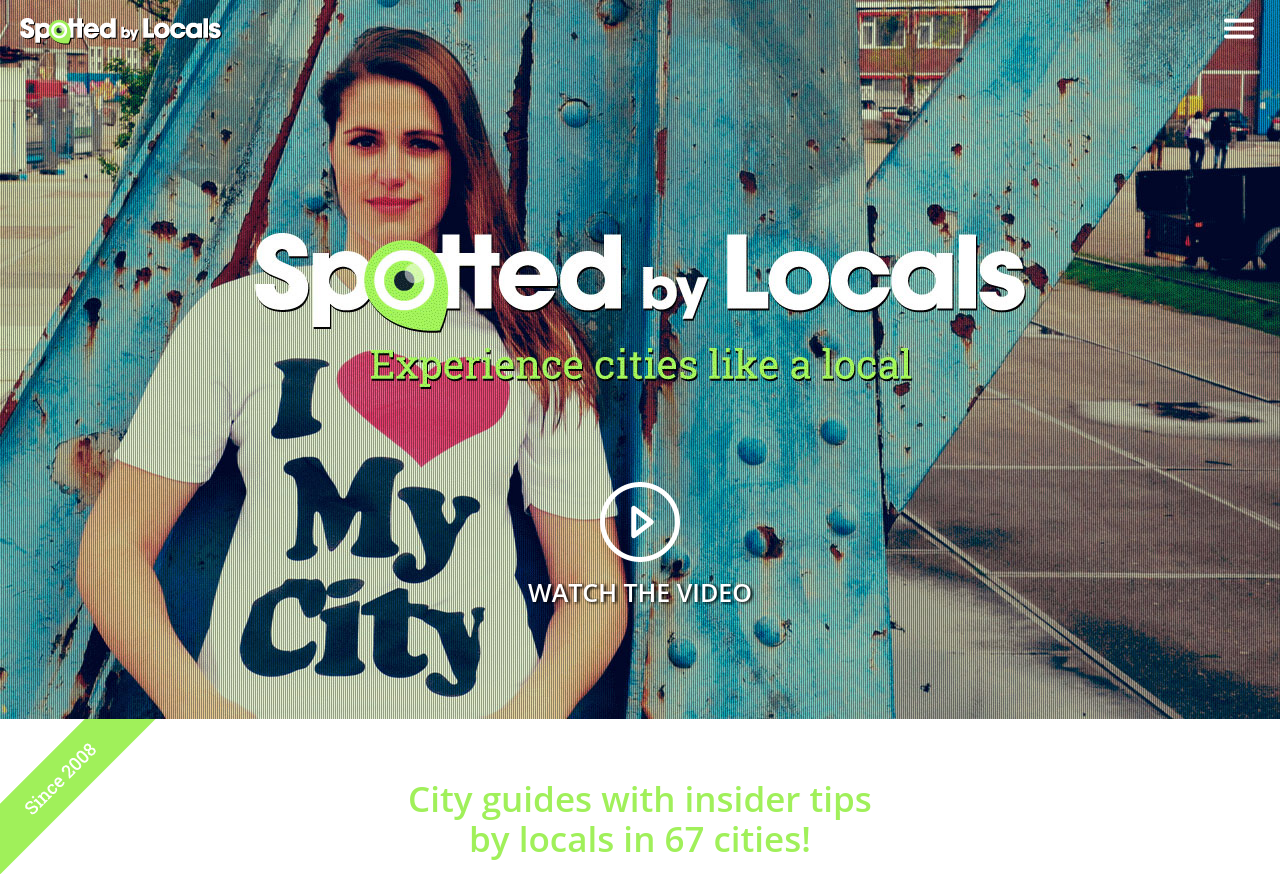 Spotted by Locals
Spotted by Locals
Experience cities like a local
I
My
City
WATCH THE VIDEO
Since 2008
City guides with insider tips
by locals in 67 cities!